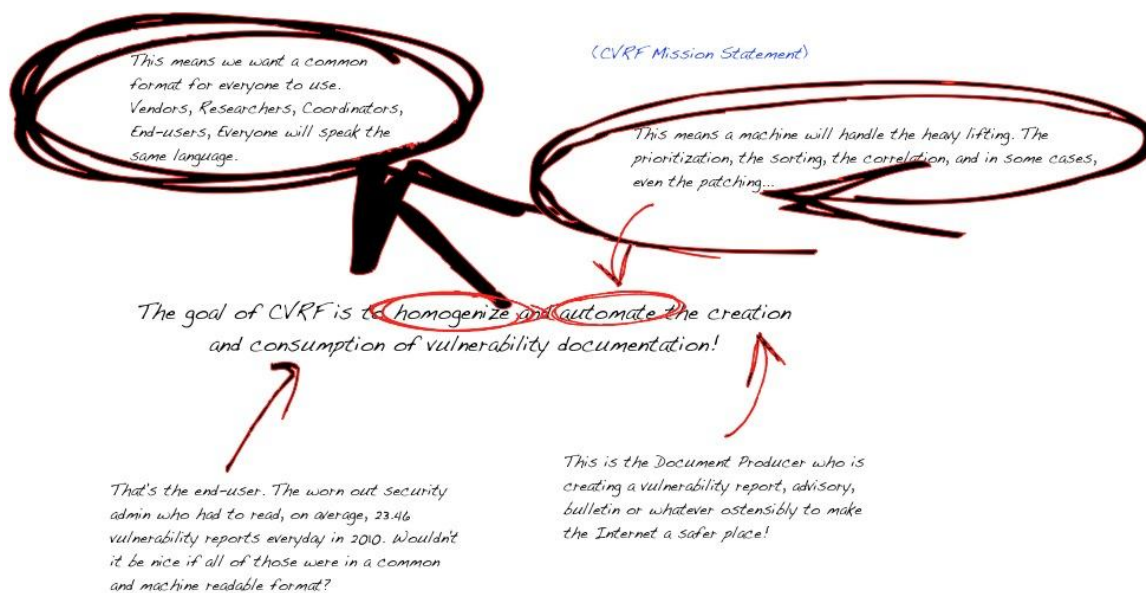 This means we want a common
format for everyone to use.
Vendors, Researchers, Coordinators,
End-users, Everyone will speak the
same language.
(CVRF Mission Statement)
This means a machine will handle the heavy lifting. The
prioritization, the sorting, the correlation, and in some cases,
even the patching...
The goal of CVRF is to homogenize and automate the creation
and consumption of vulnerability documentation!
That's the end-user. The worn out security
admin who had to read, on average, 23.46
vulnerability reports everyday in 2010. Wouldn't
it be nice if all of those were in a common
and machine readable format?
This is the Document Producer who is
creating a vulnerability report, advisory,
bulletin or whatever ostensibly to make
the Internet a safer place!